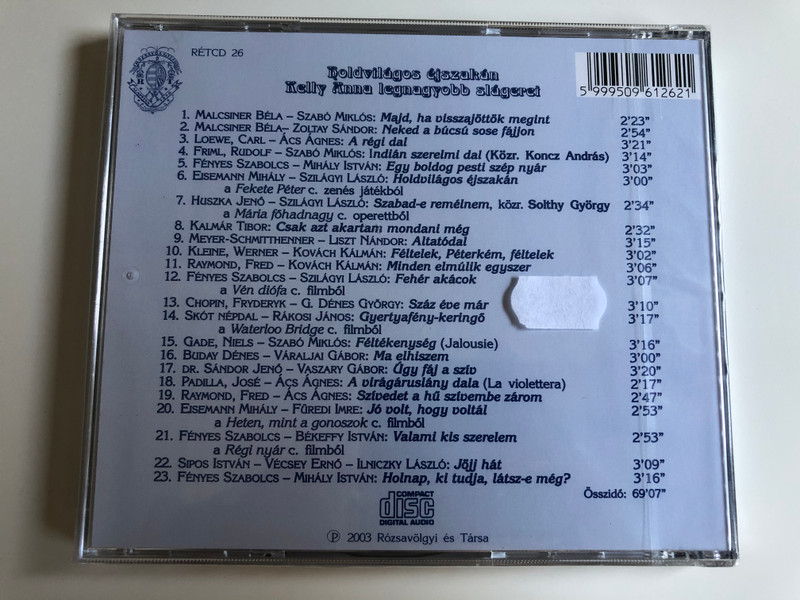 RÉTCD 26
Holdvilágos éjszakán
Kelly Anna legnagyobb slágerei
5 999509 612621
1. MALCSINER BÉLA – SZABÓ MIKLÓS: Majd, ha visszajöttök megint 2'23"
2. MALCSINER BÉLA– ZOLTAY SÁNDOR: Neked a búcsú sose fájjon 2'54"
3. LOEWE, CARL – ÁCS ÁGNES: A régi dal 3'21"
4. FRIML, RUDOLF – SZABÓ MIKLÓS: Indián szerelmi dal (Közr. Koncz András) 3'14"
5. FÉNYES SZABOLCS – MIHÁLY ISTVÁN: Egy boldog pesti szép nyár 3'03"
6. EISEMANN MIHÁLY – SZILÁGYI LÁSZLÓ: Holdvilágos éjszakán 3'00"
a Fekete Péter c. zenés játékból
7. HUSZKA JENŐ – SZILÁGYI LÁSZLÓ: Szabad-e remélnem, közr. Solthy György 2'34"
a Mária főhadnagy c. operettből
8. KALMÁR TIBOR: Csak azt akartam mondani még 2'32"
9. MEYER-SCHMITTHENNER – LISZT NÁNDOR: Altatódal 3'15"
10. KLEINE, WERNER – KOVÁCH KÁLMÁN: Féltelek, Péterkém, féltelek 3'02"
11. RAYMOND, FRED – KOVÁCH KÁLMÁN: Minden elmúlik egyszer 3'06"
12. FÉNYES SZABOLCS – SZILÁGYI LÁSZLÓ: Fehér akácok 3'07"
a Vén diófa c. filmből
13. CHOPIN, FRYDERYK – G. DÉNES GYÖRGY: Száz éve már 3'10"
14. SKÓT NÉPDAL – RÁKOSI JÁNOS: Gyertyafény-keringő 3'17"
a Waterloo Bridge c. filmből
15. GADE, NIELS – SZABÓ MIKLÓS: Féltékenység (Jalousie) 3'16"
16. BUDAY DÉNES – VÁRALJAI GÁBOR: Ma elhiszem 3'00"
17. DR. SÁNDOR JENŐ – VASZARY GÁBOR: Úgy fáj a szív 3'20"
18. PADILLA, JOSÉ – ÁCS ÁGNES: A virágáruslány dala (La violettera) 2'17"
19. RAYMOND, FRED – ÁCS ÁGNES: Szívedet a hű szívembe zárom 2'47"
20. EISEMANN MIHÁLY – FÜREDI IMRE: Jó volt, hogy voltál 2'53"
a Heten, mint a gonoszok c. filmből
21. FÉNYES SZABOLCS – BÉKEFFY ISTVÁN: Valami kis szerelem 2'53"
a Régi nyár c. filmből
22. SIPOS ISTVÁN – VÉCSEY ERNŐ – ILNICZKY LÁSZLÓ: Jöjj hát 3'09"
23. FÉNYES SZABOLCS – MIHÁLY ISTVÁN: Holnap, ki tudja, látsz-e még? 3'16"
Összidő: 69'07"
COMPACT
disc
DIGITAL AUDIO
℗ 2003 Rózsavölgyi és Társa